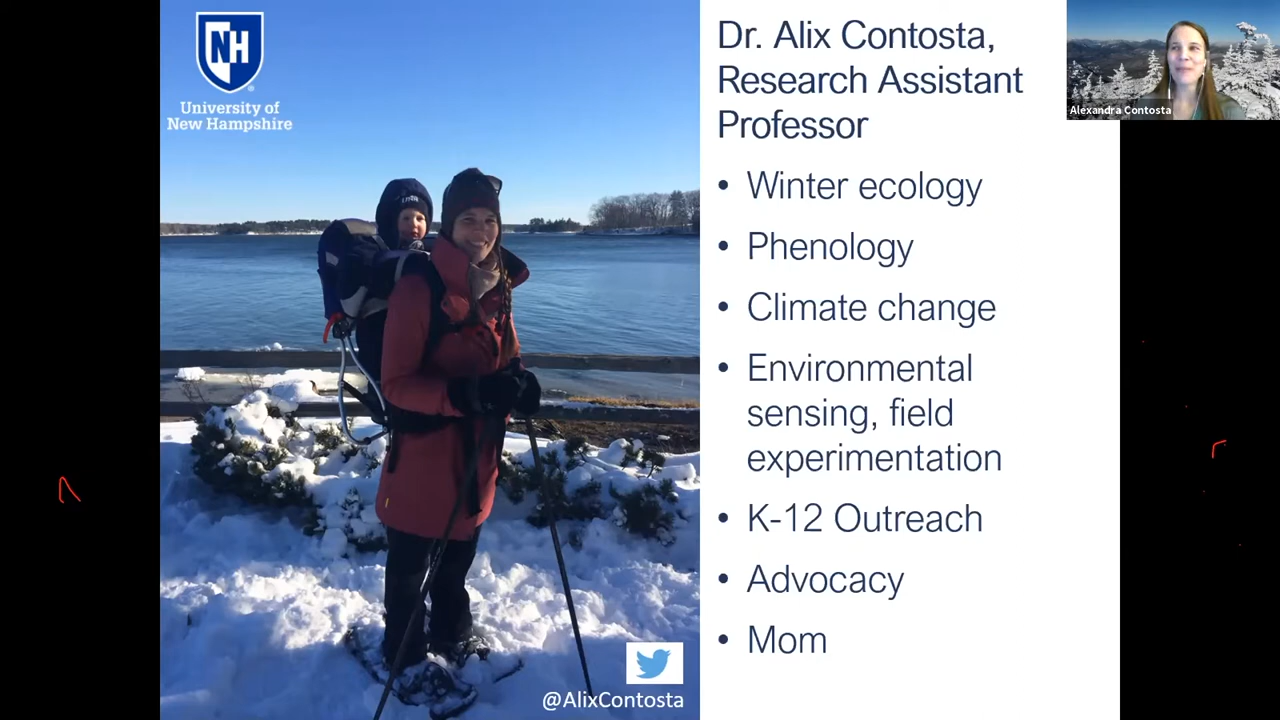 NH
University of
New Hampshire
@AlixContosta
Dr. Alix Contosta,
Research Assistant
Professor
• Winter ecology
• Phenology
• Climate change
• Environmental
sensing, field
experimentation
• K-12 Outreach
• Advocacy
• Mom
Alexandra Contosta